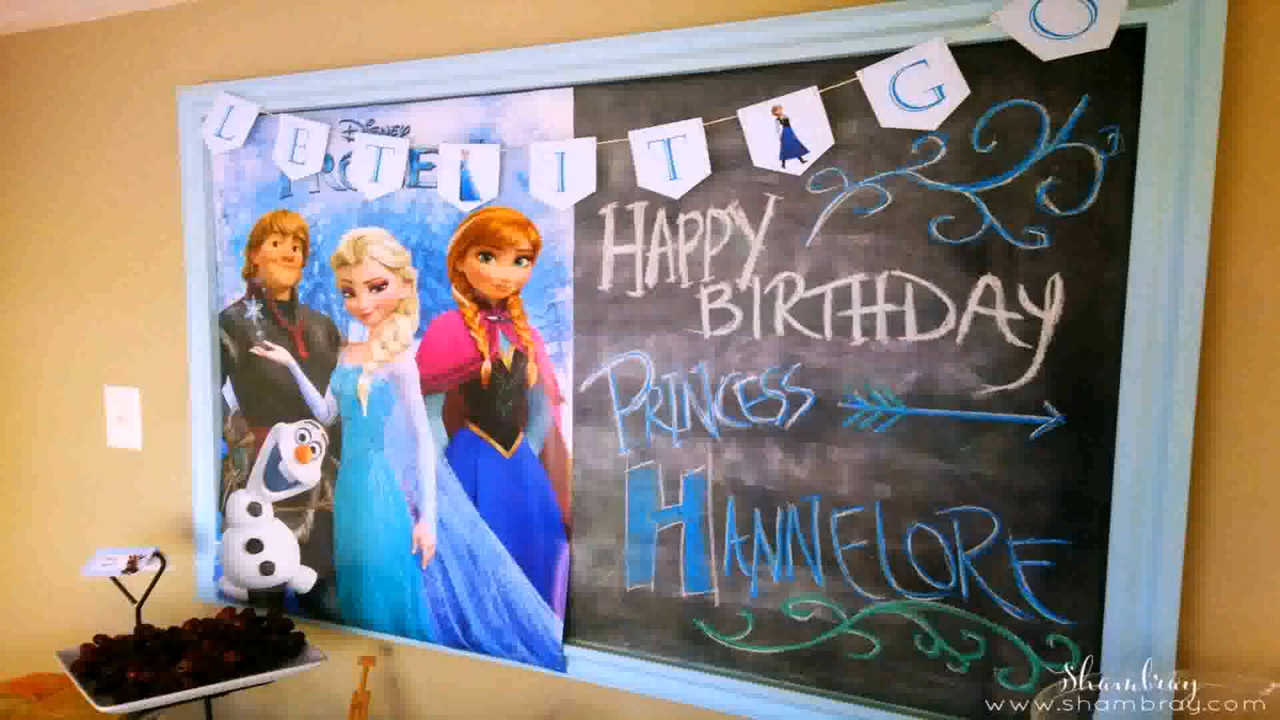 LET IT GO
DISNEY
FROZEN
HAPPY
BIRTHDAY
PRINCESS
HANNELORE
Shambray
www.shambray.com